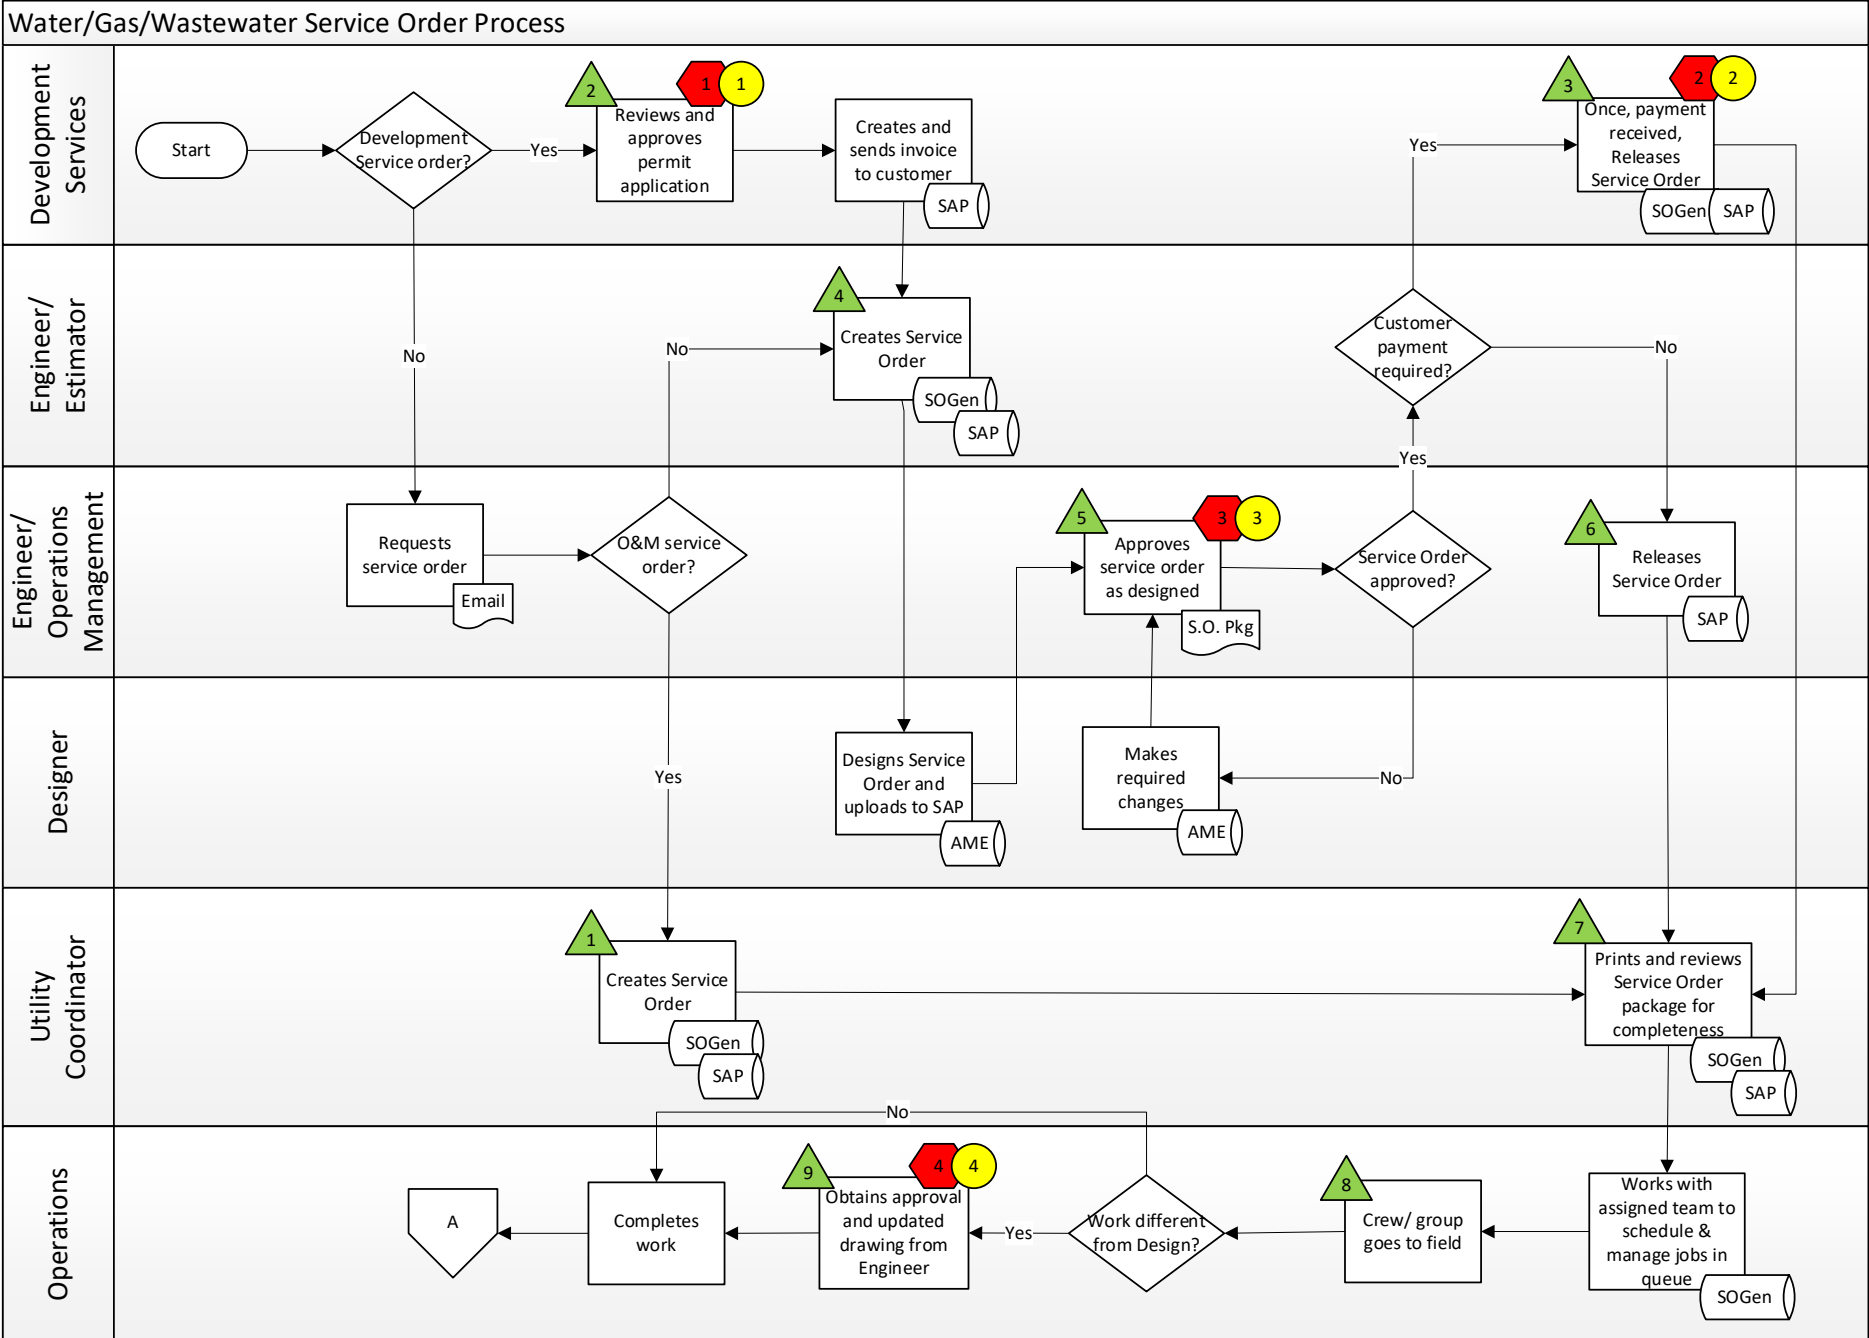 Water/Gas/Wastewater Service Order Process
Development
Services
Start
Development
Service order?
Yes
2
1
1
Reviews and
approves
permit
application
Creates and
sends invoice
to customer
SAP
Yes
3
2
2
Once, payment
received,
Releases
Service Order
SOGen
SAP
Engineer/
Estimator
No
No
4
Creates Service
Order
SOGen
SAP
Customer
payment
required?
No
Yes
Engineer/
Operations
Management
Requests
service order
Email
O&M service
order?
5
3
3
Approves
service order
as designed
S.O. Pkg
Service Order
approved?
6
Releases
Service Order
SAP
Designer
Yes
Designs Service
Order and
uploads to SAP
AME
Makes
required
changes
AME
No
Utility
Coordinator
1
Creates Service
Order
SOGen
SAP
7
Prints and reviews
Service Order
package for
completeness
SOGen
SAP
No
Operations
A
Completes
work
9
4
4
Obtains approval
and updated
drawing from
Engineer
Yes
Work different
from Design?
8
Crew/ group
goes to field
Works with
assigned team to
schedule &
manage jobs in
queue
SOGen